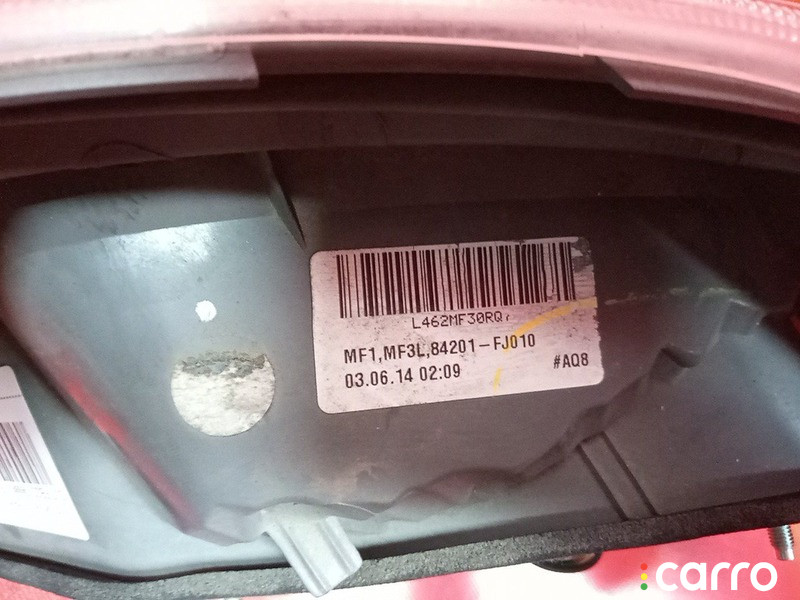 L462MF30RQ,
MF1,MF3L,84201-FJ010
03.06.14 02:09
#AQ8
carro